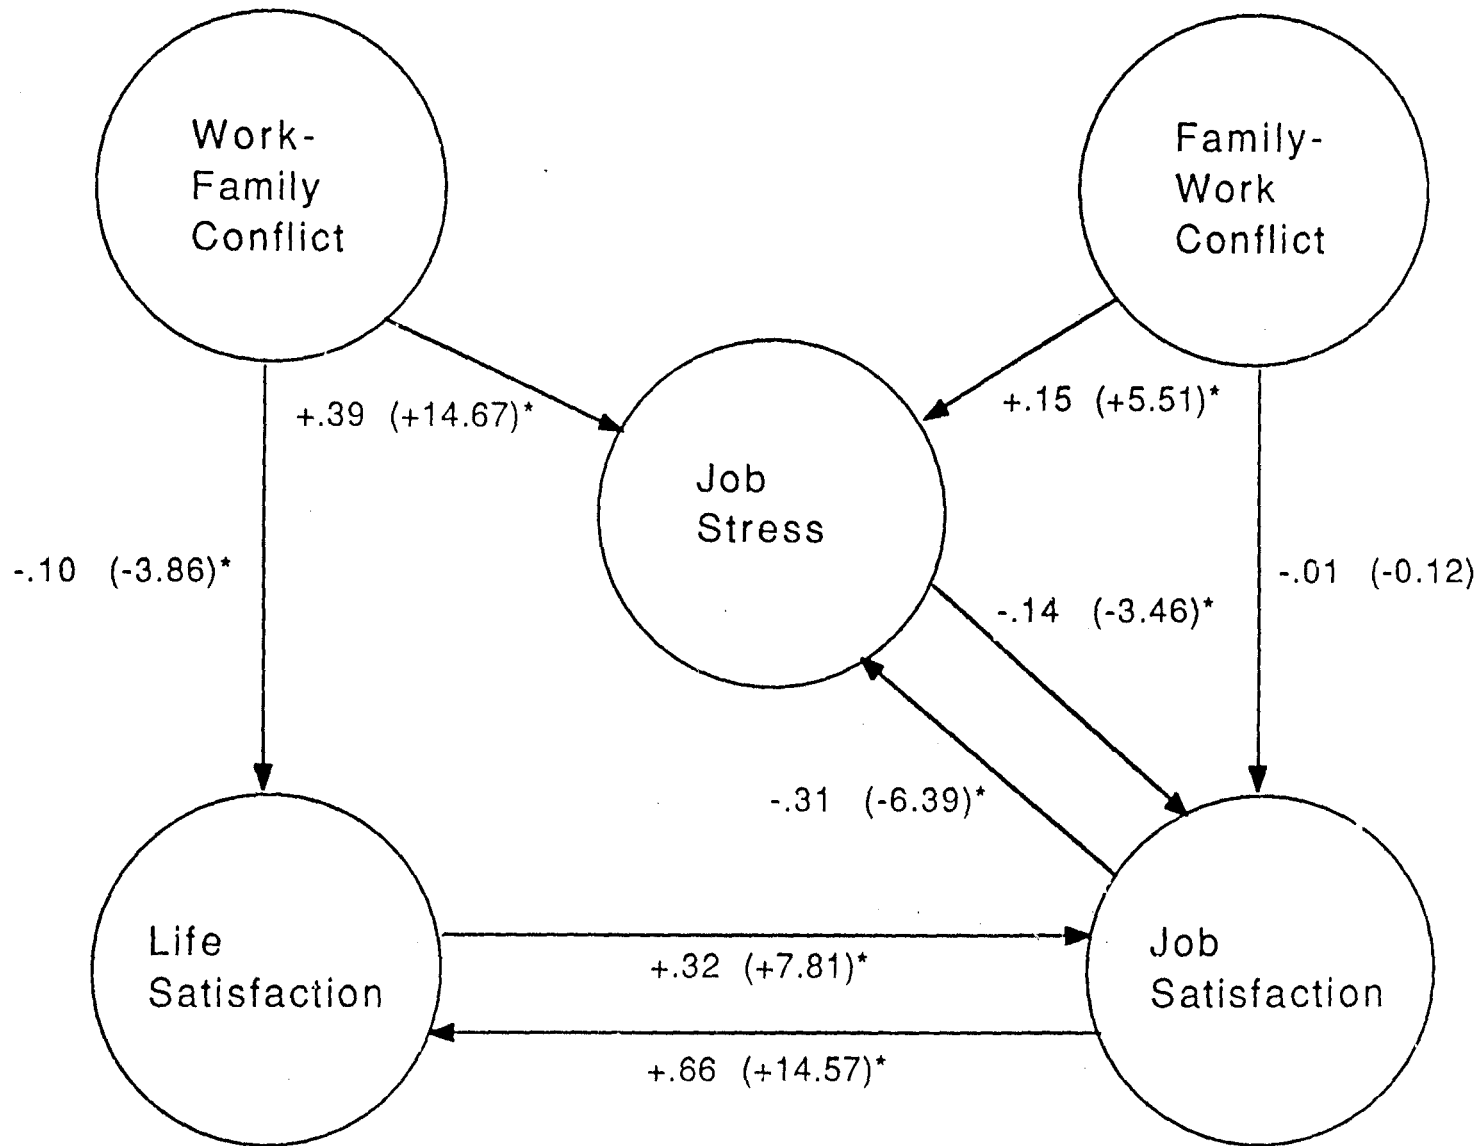 Work-
Family
Conflict
Family-
Work
Conflict
+.39 (+14.67)*
+.15 (+5.51)*
Job
Stress
-.10 (-3.86)*
-.01 (-0.12)
-.14 (-3.46)*
-.31 (-6.39)*
Life
Satisfaction
+.32 (+7.81)*
Job
Satisfaction
+.66 (+14.57)*